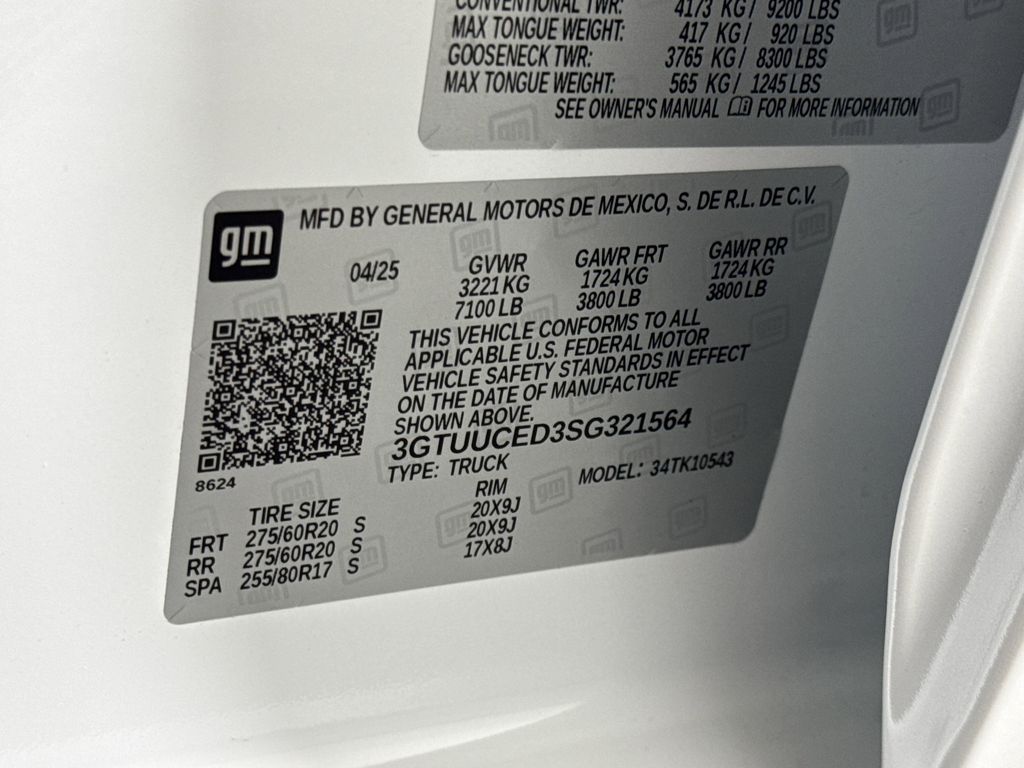 CONVENTIONAL TWR: 4173 KG/ 9200 LBS
MAX TONGUE WEIGHT: 417 KG/ 920 LBS
GOOSENECK TWR: 3765 KG/ 8300 LBS
MAX TONGUE WEIGHT: 565 KG/ 1245 LBS
SEE OWNER'S MANUAL FOR MORE INFORMATION
gm
MFD BY GENERAL MOTORS DE MEXICO, S. DE R.L. DE C.V.
04/25 GVWR GAWR FRT GAWR RR
3221 KG 1724 KG 1724 KG
7100 LB 3800 LB 3800 LB
THIS VEHICLE CONFORMS TO ALL
APPLICABLE U.S. FEDERAL MOTOR
VEHICLE SAFETY STANDARDS IN EFFECT
ON THE DATE OF MANUFACTURE
SHOWN ABOVE.
3GTUUCED3SG321564
TYPE: TRUCK MODEL: 34TK10543
8624
TIRE SIZE RIM
FRT 275/60R20 S 20X9J
RR 275/60R20 S 20X9J
SPA 255/80R17 S 17X8J